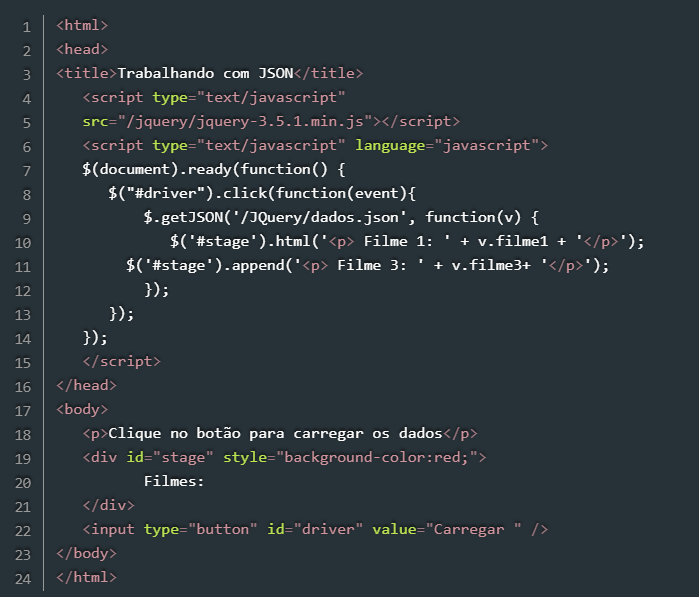 1 <html>
2 <head>
3 <title>Trabalhando com JSON</title>
4 <script type="text/javascript"
5 src="/jquery/jquery-3.5.1.min.js"></script>
6 <script type="text/javascript" language="javascript">
7 $(document).ready(function() {
8 $("#driver").click(function(event){
9 $.getJSON('/JQuery/dados.json', function(v) {
10 $('#stage').html('<p> Filme 1: ' + v.filme1 + '</p>');
11 $('#stage').append('<p> Filme 3: ' + v.filme3+ '</p>');
12 });
13 });
14 });
15 </script>
16 </head>
17 <body>
18 <p>Clique no botão para carregar os dados</p>
19 <div id="stage" style="background-color:red;">
20 Filmes:
21 </div>
22 <input type="button" id="driver" value="Carregar " />
23 </body>
24 </html>